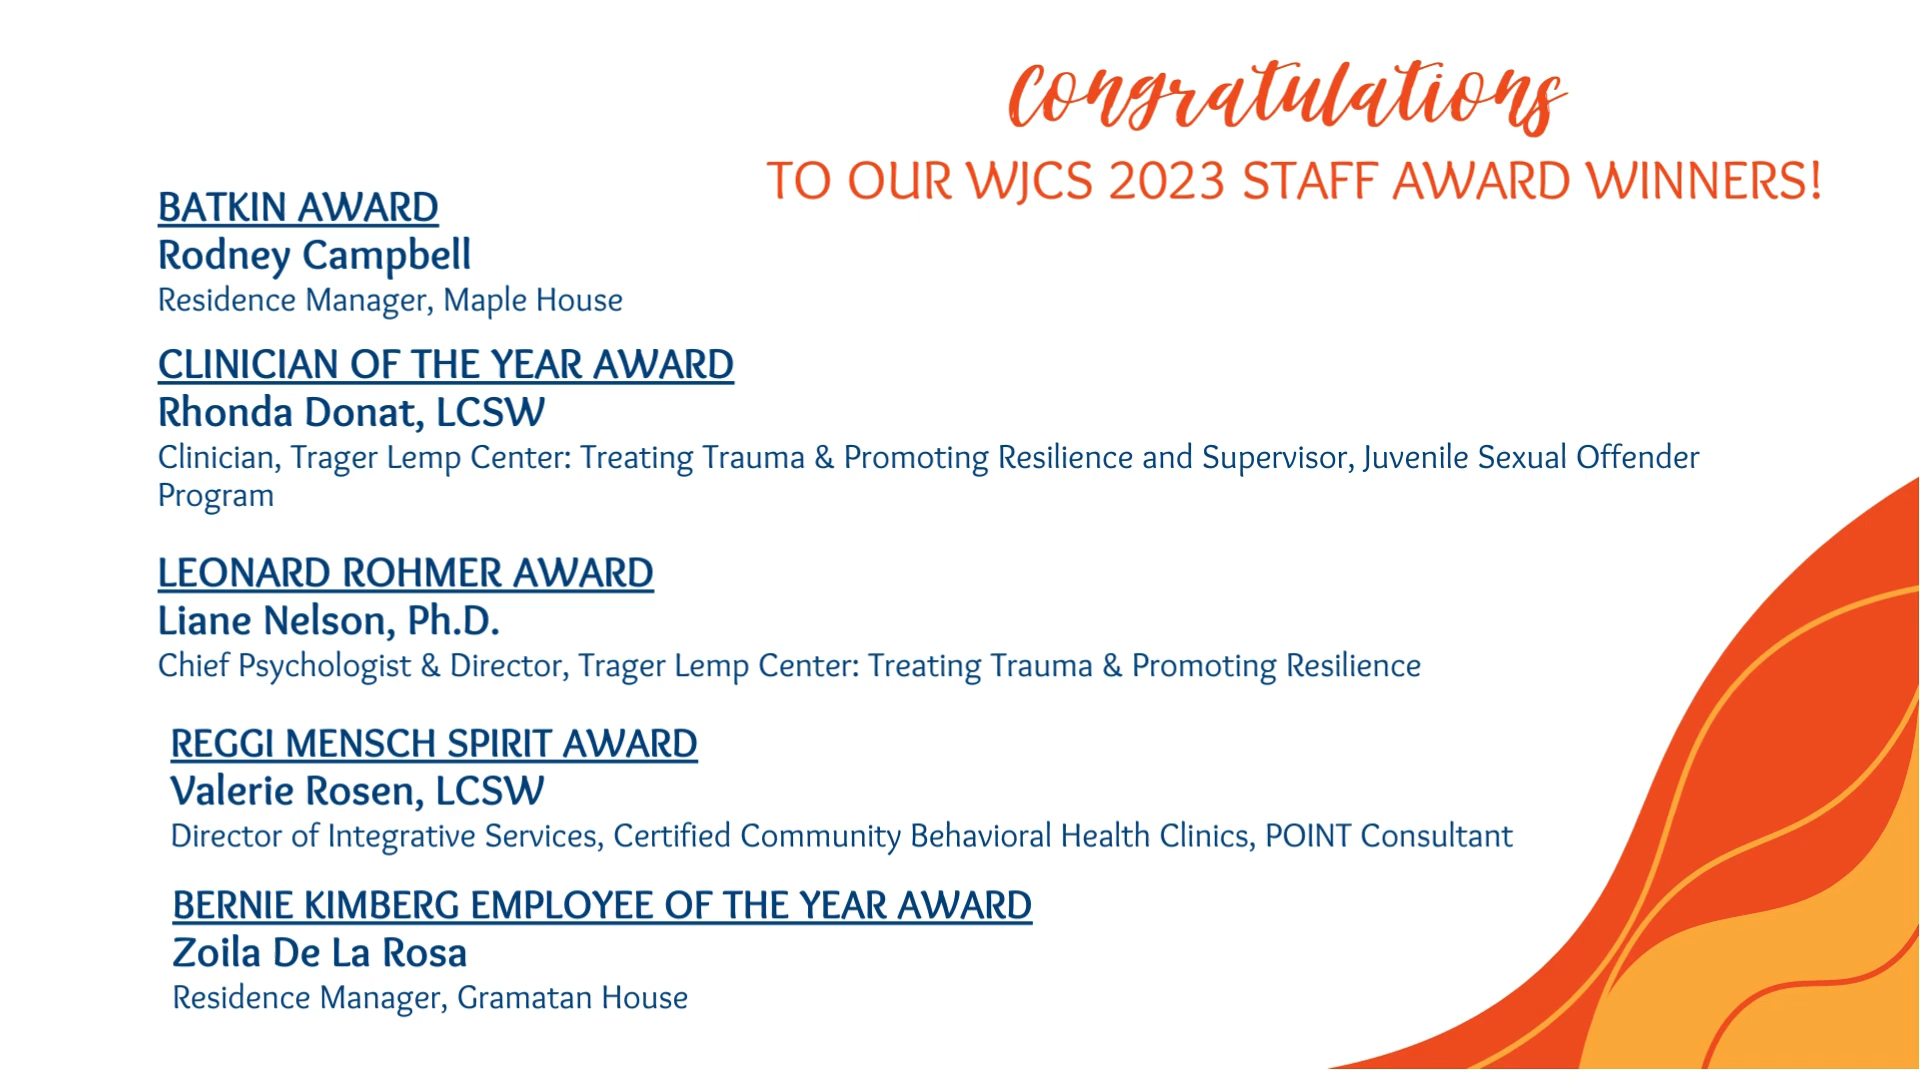 Congratulations
TO OUR WJCS 2023 STAFF AWARD WINNERS!
BATKIN AWARD
Rodney Campbell
Residence Manager, Maple House
CLINICIAN OF THE YEAR AWARD
Rhonda Donat, LCSW
Clinician, Trager Lemp Center: Treating Trauma & Promoting Resilience and Supervisor, Juvenile Sexual Offender
Program
LEONARD ROHMER AWARD
Liane Nelson, Ph.D.
Chief Psychologist & Director, Trager Lemp Center: Treating Trauma & Promoting Resilience
REGGI MENSCH SPIRIT AWARD
Valerie Rosen, LCSW
Director of Integrative Services, Certified Community Behavioral Health Clinics, POINT Consultant
BERNIE KIMBERG EMPLOYEE OF THE YEAR AWARD
Zoila De La Rosa
Residence Manager, Gramatan House